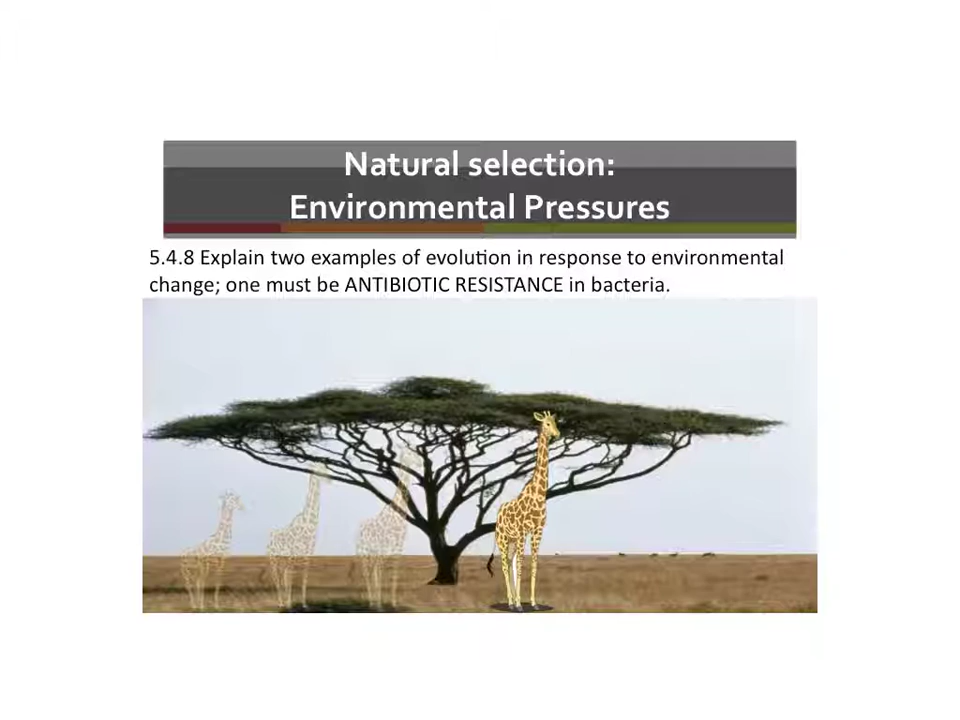 Natural selection:
Environmental Pressures
5.4.8 Explain two examples of evolution in response to environmental
change; one must be ANTIBIOTIC RESISTANCE in bacteria.